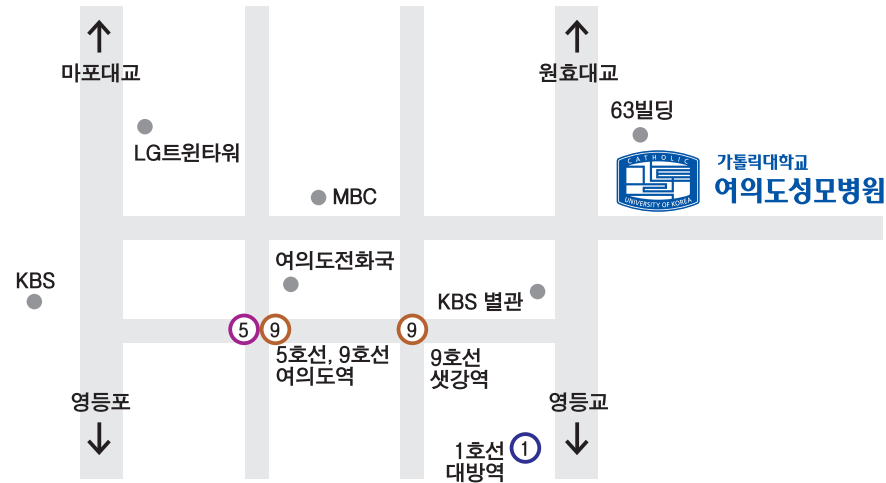 마포대교
원효대교
63빌딩
LG트윈타워
CATHOLIC
UNIVERSITY OF KOREA
가톨릭대학교
여의도성모병원
MBC
여의도전화국
KBS
KBS 별관
5
9
9
5호선, 9호선
여의도역
9호선
샛강역
영등포
영등교
1호선
대방역
1